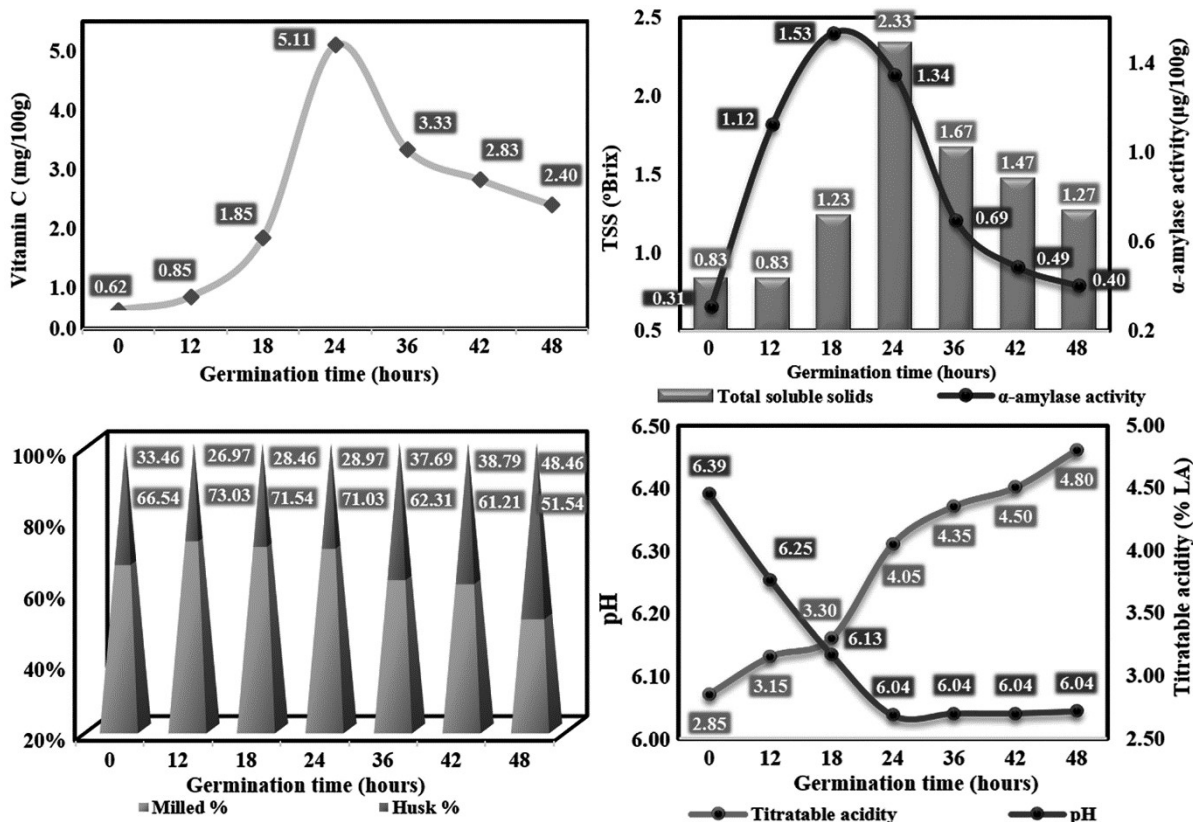 5.0
4.0
3.0
2.0
1.0
0.0
Vitamin C (mg/100g)
0.62
0.85
1.85
5.11
3.33
2.83
2.40
0 12 18 24 36 42 48
Germination time (hours)
2.5
2.0
1.5
1.0
0.5
TSS (ºBrix)
0.83 0.83 1.23 2.33 1.67 1.47 1.27
0.31 1.12 1.53 1.34 0.69 0.49 0.40
1.4
1.0
0.6
0.2
α-amylase activity(µg/100g)
0 12 18 24 36 42 48
Germination time (hours)
Total soluble solids α-amylase activity
100%
80%
60%
40%
20%
33.46 26.97 28.46 28.97 37.69 38.79 48.46
66.54 73.03 71.54 71.03 62.31 61.21 51.54
0 12 18 24 36 42 48
Germination time (hours)
Milled % Husk %
6.50
6.40
6.30
6.20
6.10
6.00
pH
6.39 6.25 6.13 6.04 6.04 6.04 6.04
2.85 3.15 3.30 4.05 4.35 4.50 4.80
5.00
4.50
4.00
3.50
3.00
2.50
Titratable acidity (% LA)
0 12 18 24 36 42 48
Germination time (hours)
Titratable acidity pH